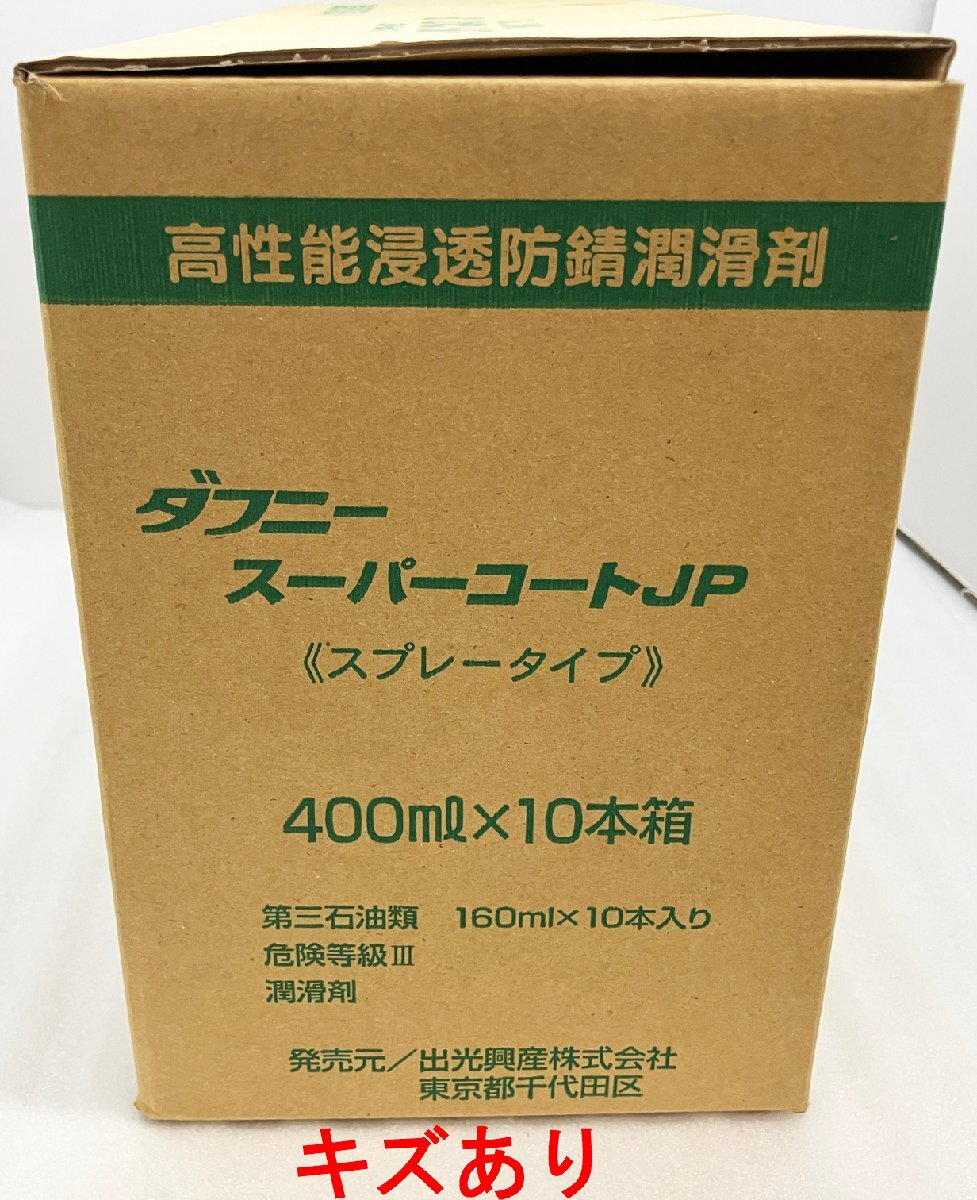 高性能浸透防錆潤滑剤
ダフニー
スーパーコートJP
《スプレータイプ》
400mℓ×10本箱
第三石油類 160ml×10本入り
危険等級Ⅲ
潤滑剤
発売元／出光興産株式会社
東京都千代田区
キズあり